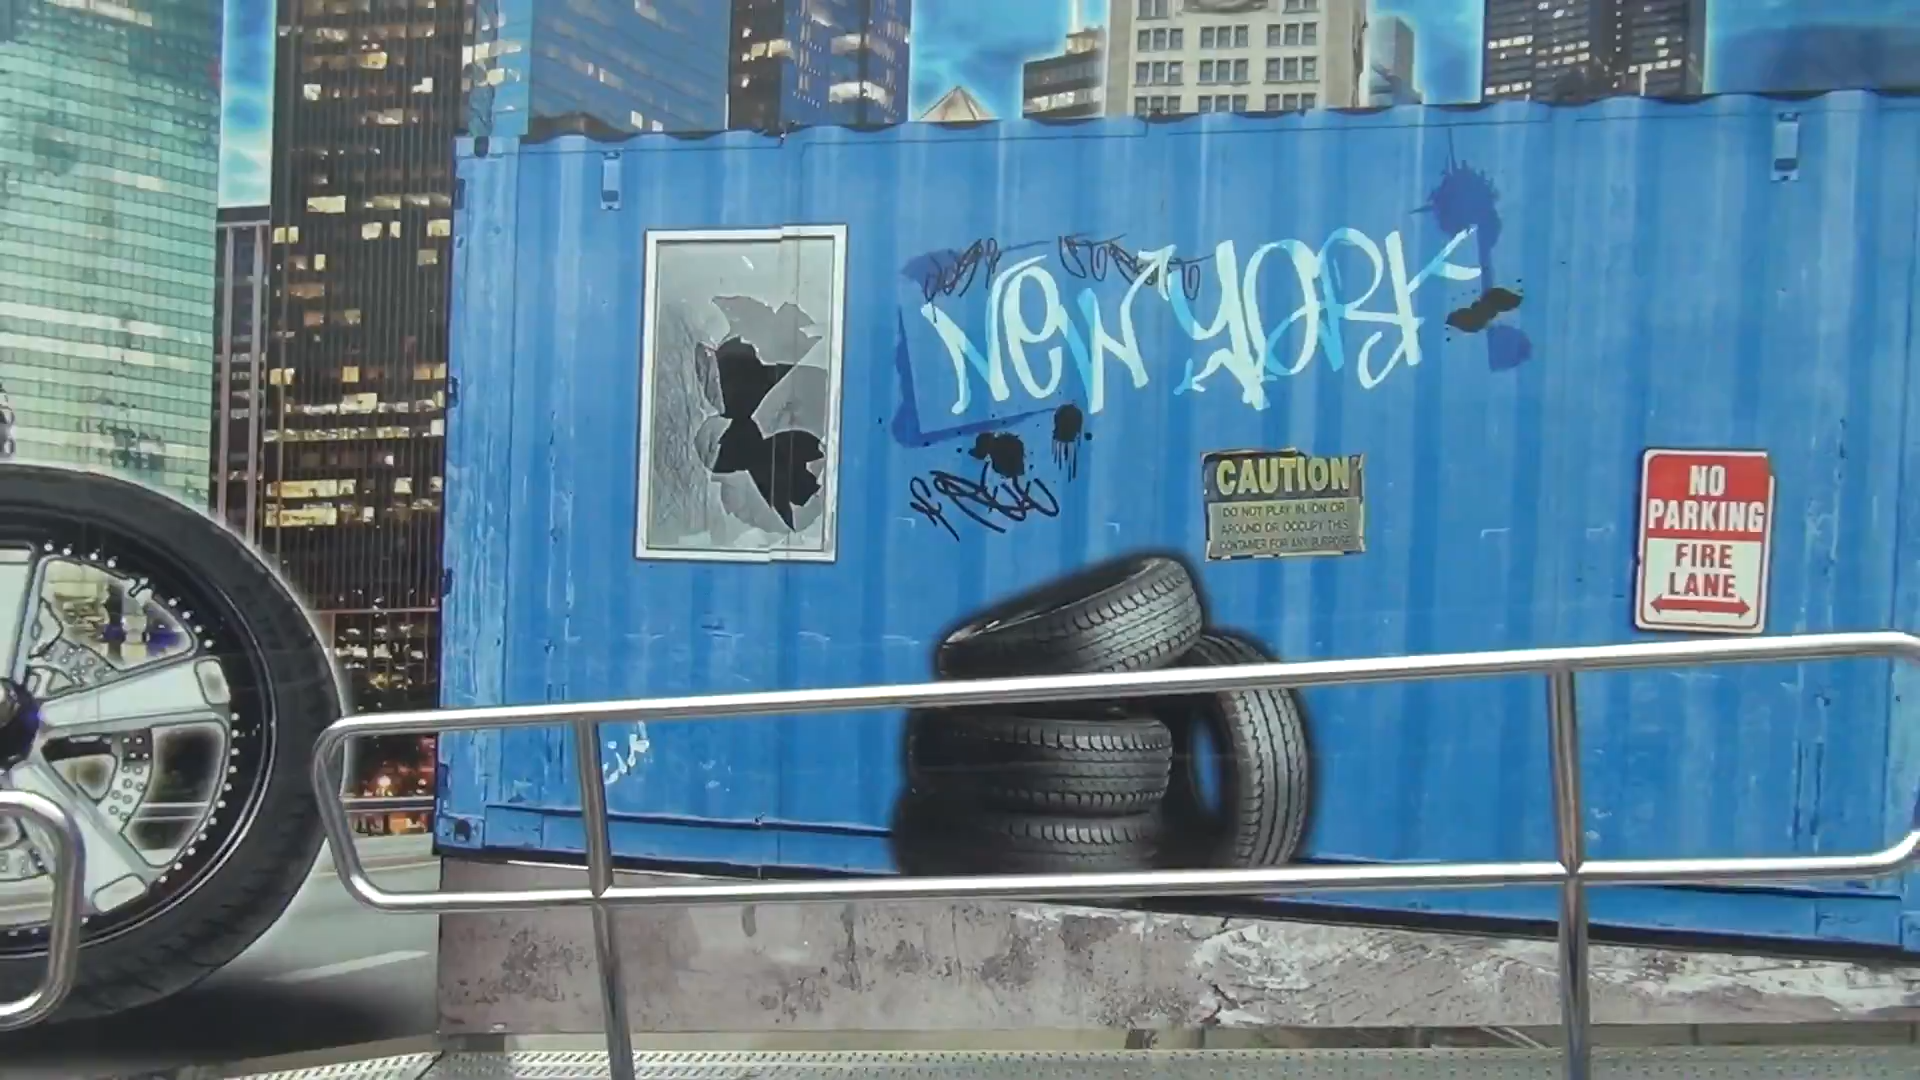 New YORK
CAUTION
DO NOT PLAY IN, ON OR
AROUND OR OCCUPY THIS
CONTAINER FOR ANY PURPOSE
NO
PARKING
FIRE
LANE